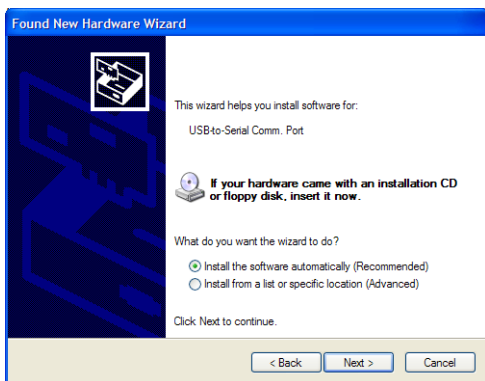 Found New Hardware Wizard
This wizard helps you install software for:
USB-to-Serial Comm. Port
If your hardware came with an installation CD
or floppy disk, insert it now.
What do you want the wizard to do?
Install the software automatically (Recommended)
Install from a list or specific location (Advanced)
Click Next to continue.
< Back Next > Cancel